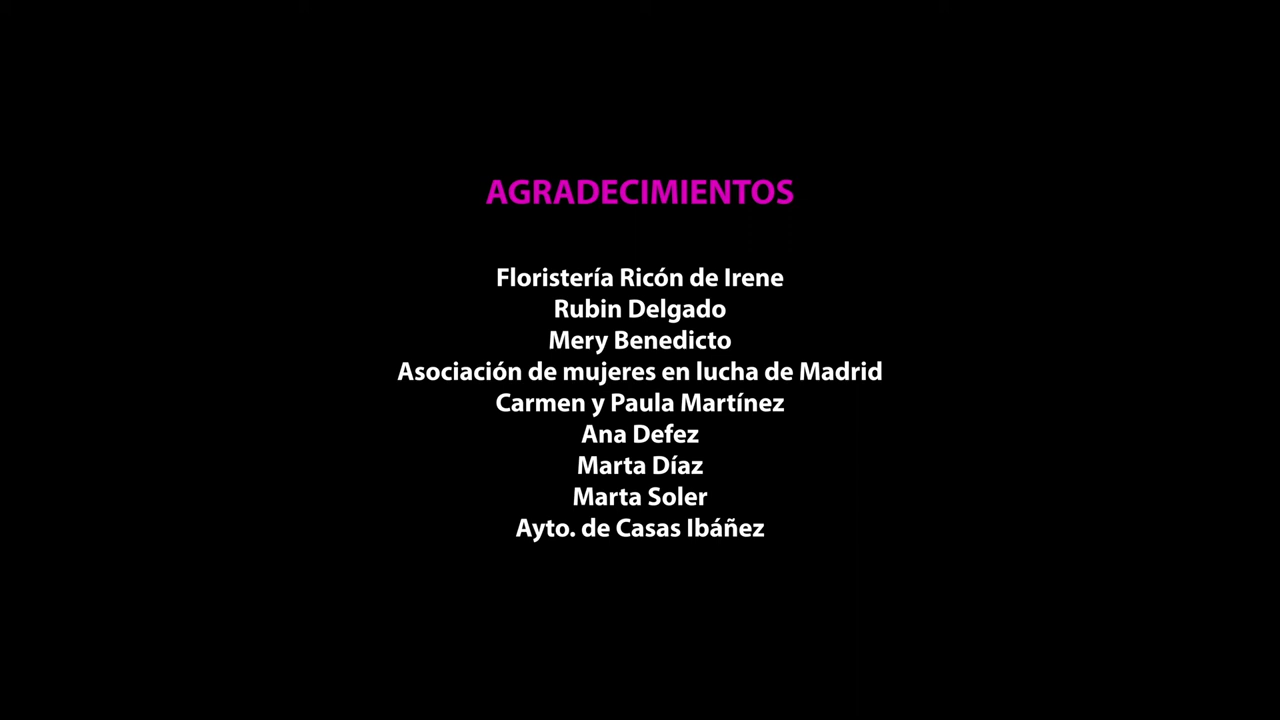 AGRADECIMIENTOS
Floristería Ricón de Irene
Rubin Delgado
Mery Benedicto
Asociación de mujeres en lucha de Madrid
Carmen y Paula Martínez
Ana Defez
Marta Díaz
Marta Soler
Ayto. de Casas Ibáñez